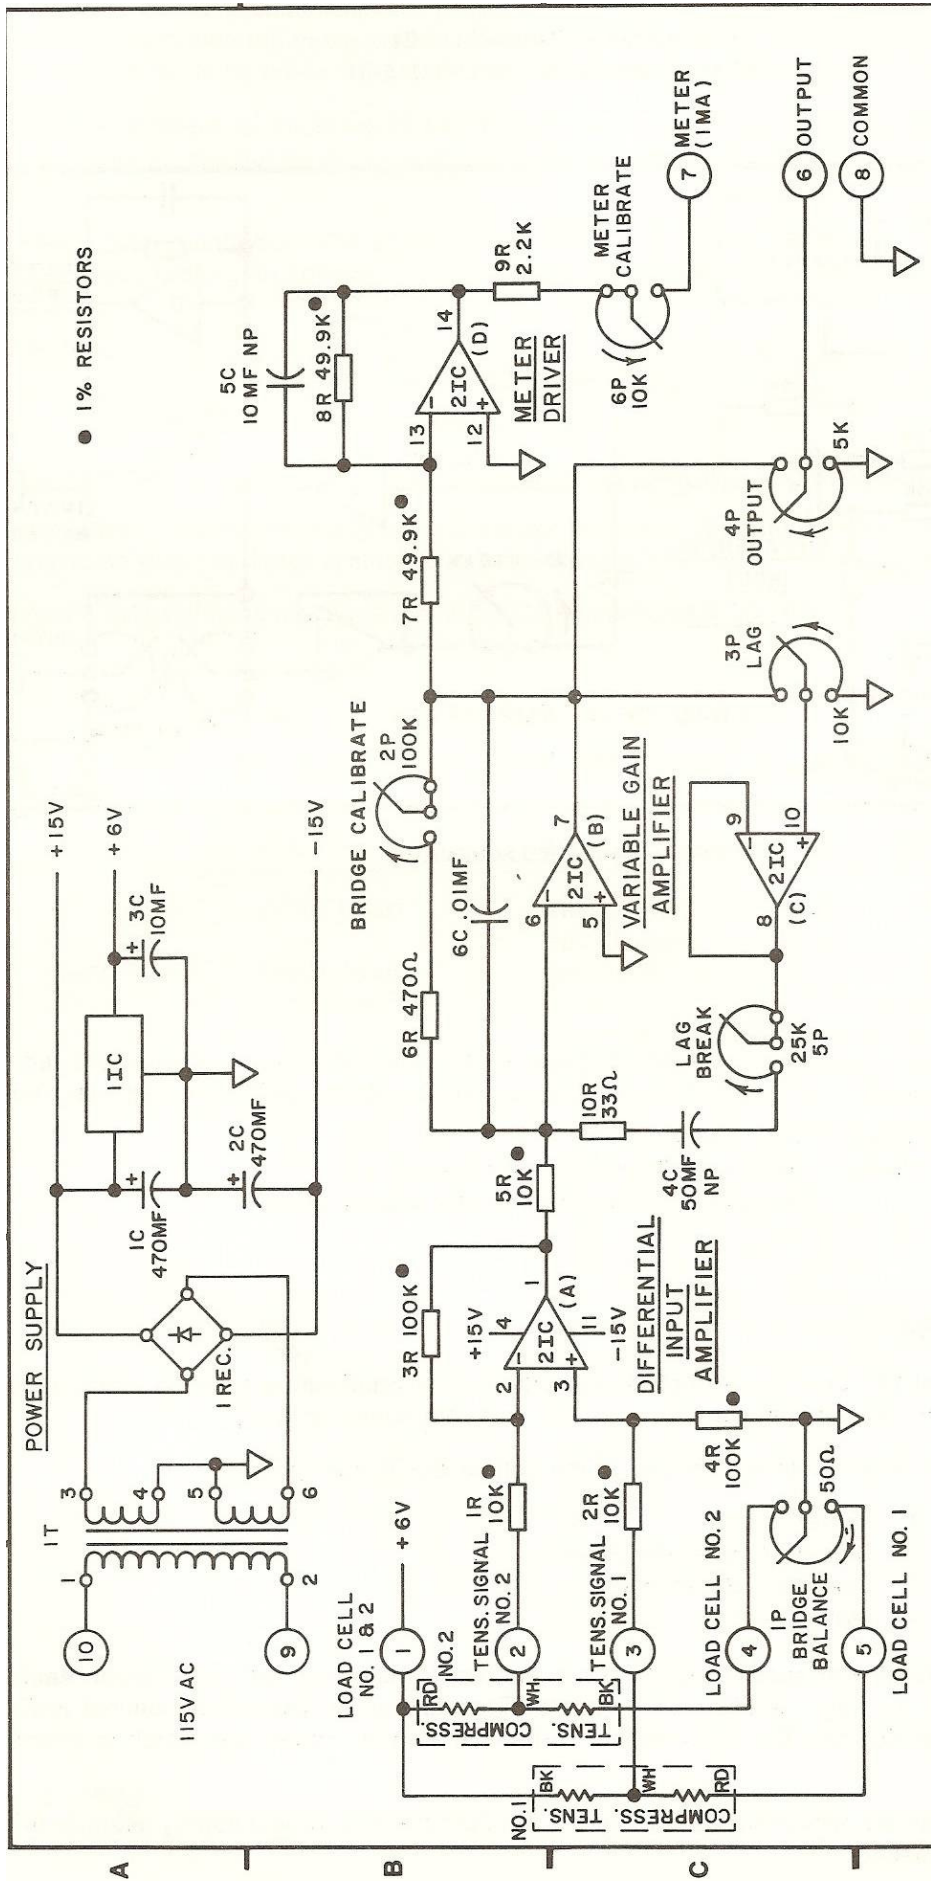 POWER SUPPLY
1T
1
2
3
4
5
6
10
9
115V AC
1 REC.
1C
470MF
+
2C
470MF
+
1IC
3C
10MF
+
+15V
+6V
-15V
● 1% RESISTORS
LOAD CELL
NO. 1 & 2
+6V
1
NO.2
RD
COMPRESS.
WH
TENS.
BK
TENS. SIGNAL
NO. 2
2
1R
10K
TENS. SIGNAL
NO. 1
3
2R
10K
NO.1
BK
TENS.
WH
COMPRESS.
RD
LOAD CELL NO. 2
4
1P
BRIDGE
BALANCE
50Ω
5
LOAD CELL NO. 1
4R
100K
3R 100K
+15V
4
2
-
2IC
+
3
1
(A)
11
-15V
DIFFERENTIAL
INPUT
AMPLIFIER
5R
10K
10R
33Ω
4C
50MF
NP
BRIDGE CALIBRATE
2P
100K
6R 470Ω
6C .01MF
6
-
2IC
+
5
7
(B)
VARIABLE GAIN
AMPLIFIER
LAG
BREAK
25K
5P
8
(C)
2IC
-
+
9
10
3P
LAG
10K
7R 49.9K
5C
10MF NP
8R 49.9K
13
-
2IC
+
12
14
(D)
METER
DRIVER
9R
2.2K
METER
CALIBRATE
6P
10K
7
METER
(1MA)
4P
OUTPUT
5K
6
OUTPUT
8
COMMON
A
B
C